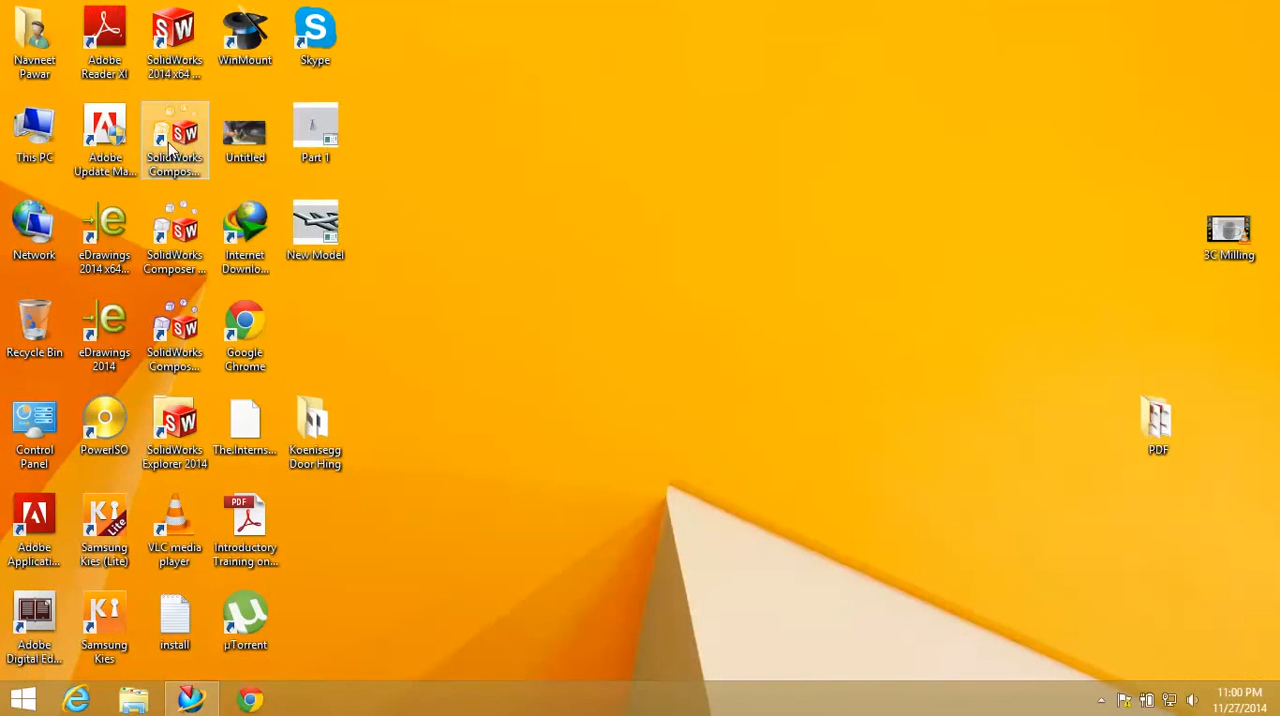 Navneet
Pawar
Adobe
Reader XI
SolidWorks
2014 x64 ...
WinMount
Skype
This PC
Adobe
Update Ma...
SolidWorks
Compos...
Untitled
Part 1
Network
eDrawings
2014 x64...
SolidWorks
Composer ...
Internet
Downlo...
New Model
3C Milling
Recycle Bin
eDrawings
2014
SolidWorks
Compos...
Google
Chrome
Control
Panel
PowerISO
SolidWorks
Explorer 2014
The.Interns...
Koenisegg
Door Hing
PDF
Adobe
Applicati...
Samsung
Kies (Lite)
VLC media
player
PDF
Introductory
Training on...
Adobe
Digital Ed...
Samsung
Kies
install
µTorrent
11:00 PM
11/27/2014